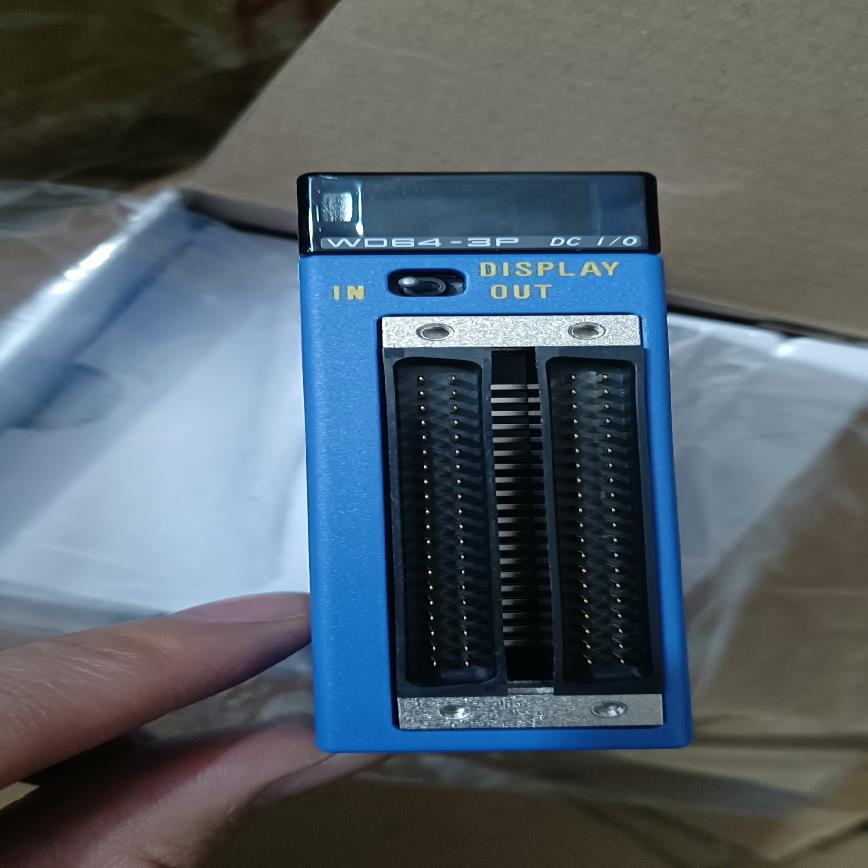 WD64-3P DC I/O
DISPLAY
IN OUT